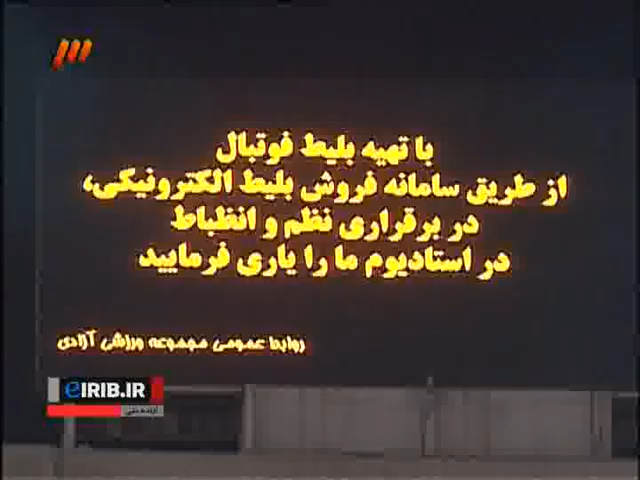 با تهیه بلیط فوتبال
از طریق سامانه فروش بلیط الکترونیکی،
در برقراری نظم و انظباط
در استادیوم ما را یاری فرمایید
روابط عمومی مجموعه ورزشی آزادی
eIRIB.IR